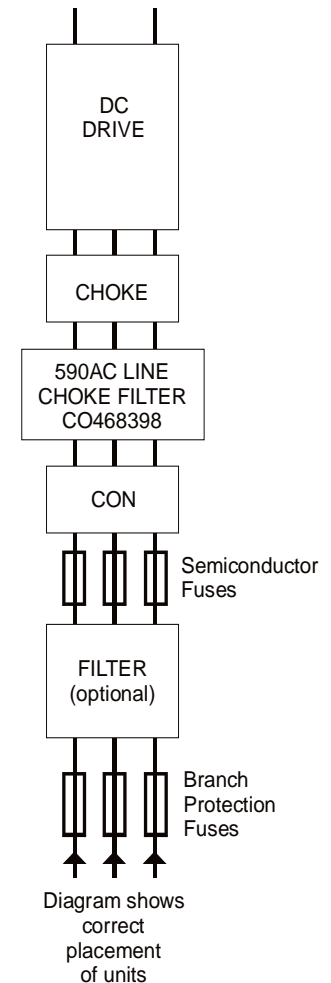 DC
DRIVE
CHOKE
590AC LINE
CHOKE FILTER
CO468398
CON
Semiconductor
Fuses
FILTER
(optional)
Branch
Protection
Fuses
Diagram shows
correct
placement
of units